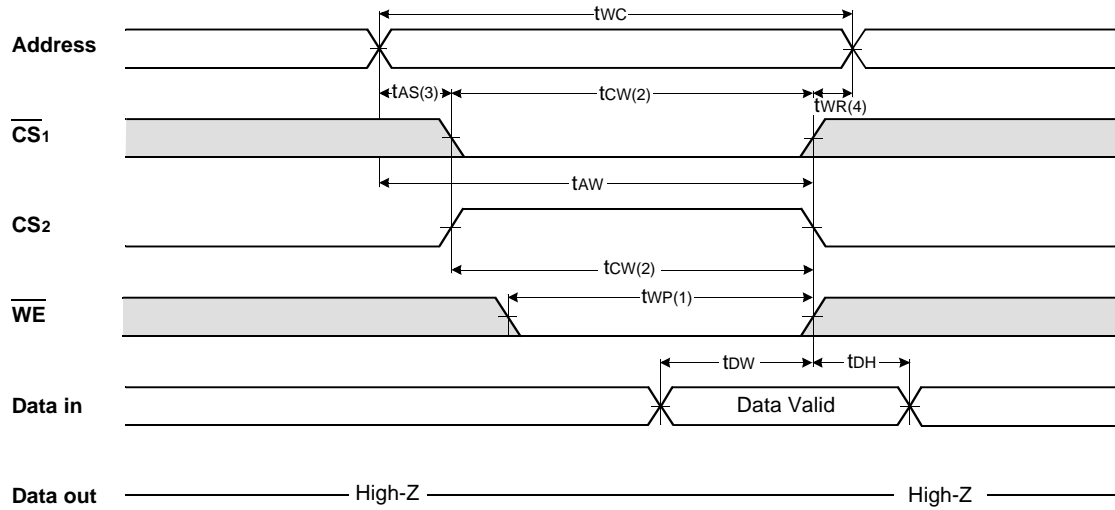 tWC
Address
tAS(3) tCW(2) tWR(4)
CS1
tAW
CS2
tCW(2)
tWP(1)
WE
tDW tDH
Data in Data Valid
Data out High-Z High-Z